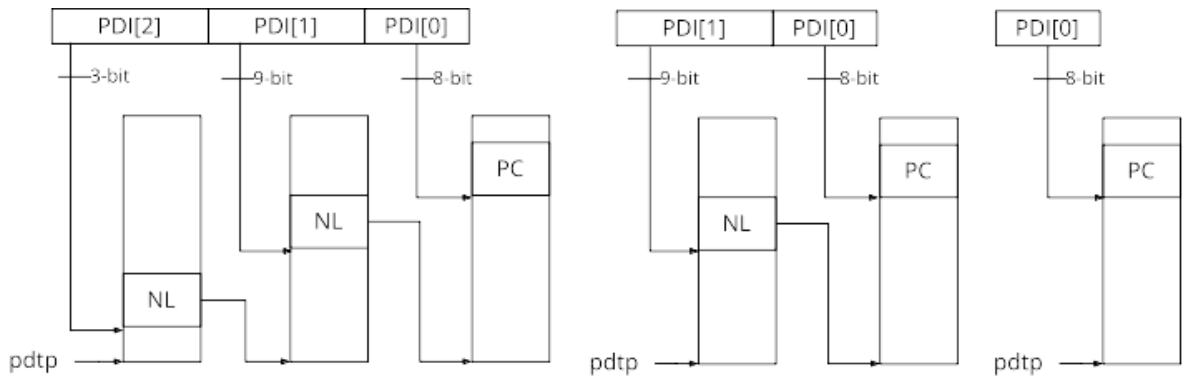 PDI[2] PDI[1] PDI[0] PDI[1] PDI[0] PDI[0]
3-bit 9-bit 8-bit 9-bit 8-bit 8-bit
PC PC PC
NL NL
NL
pdtp pdtp pdtp